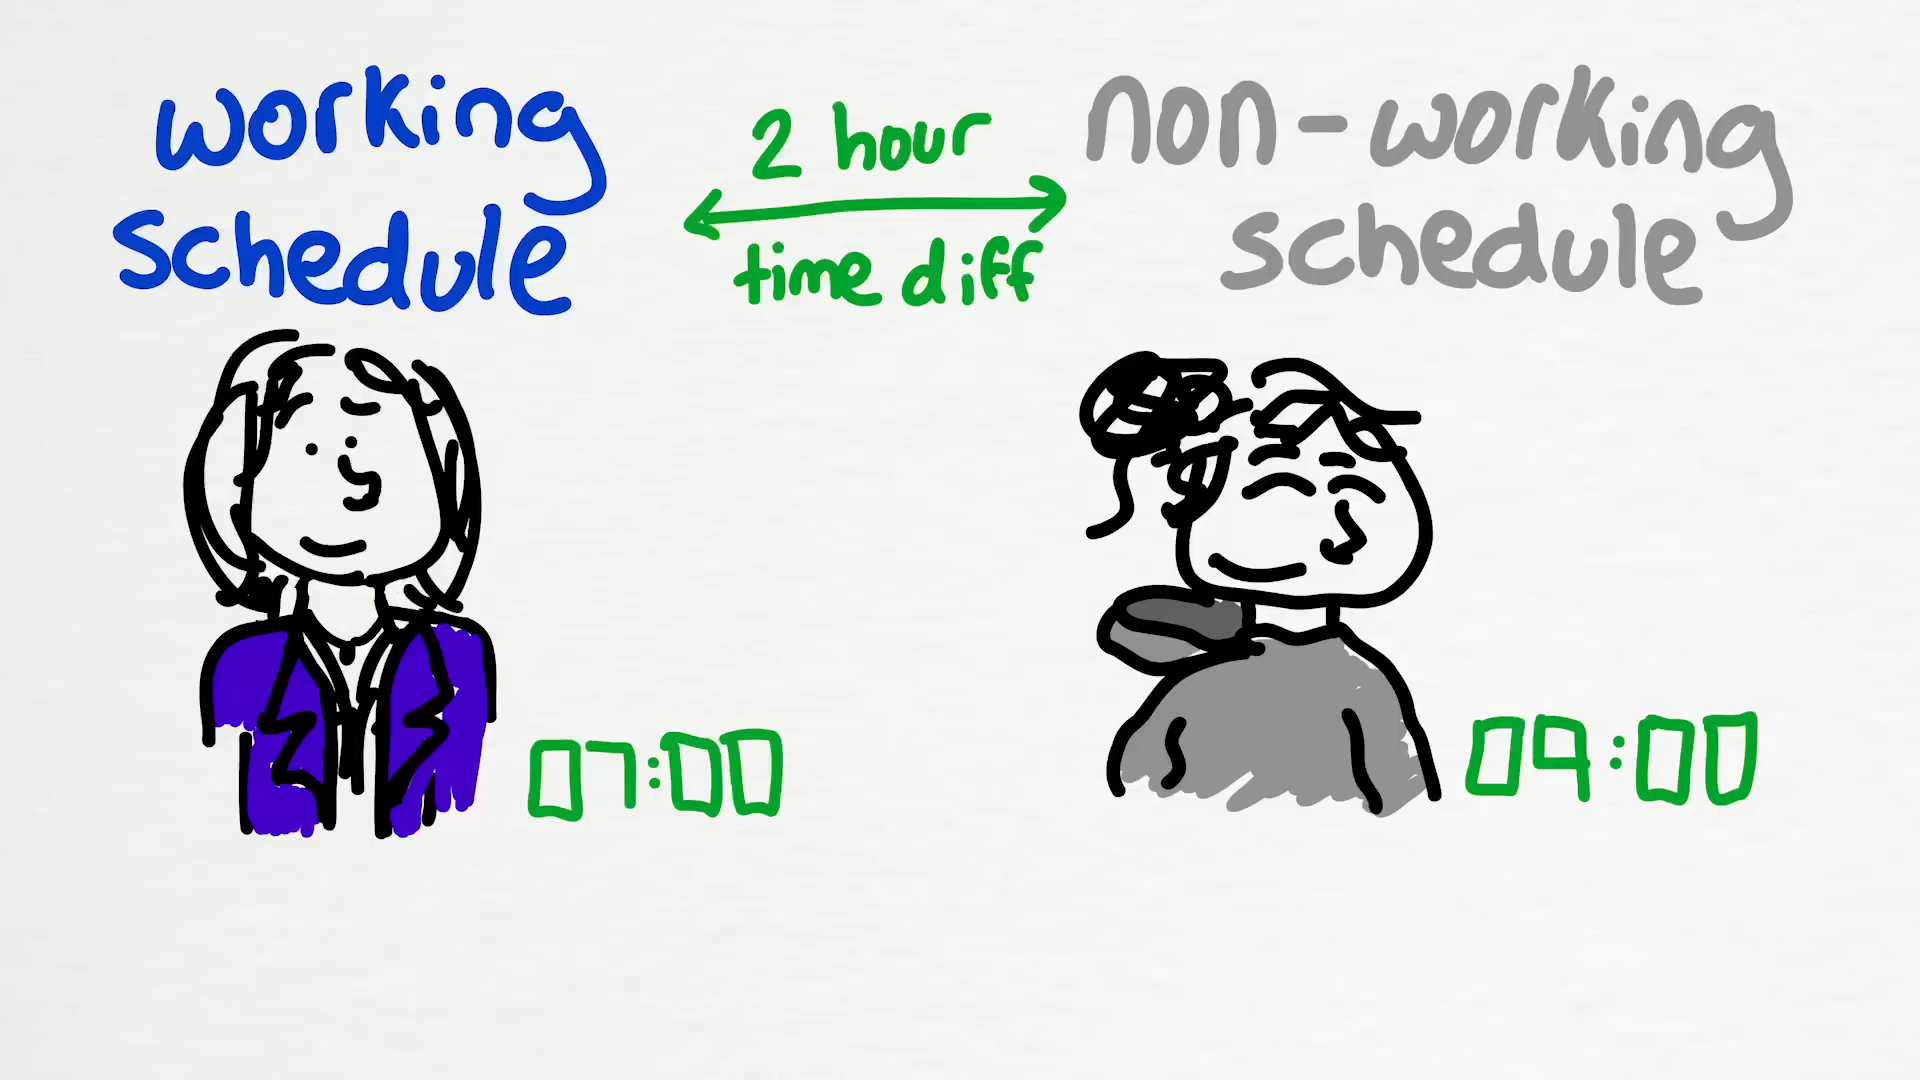 working
schedule
2 hour
time diff
non-working
schedule
07:00
09:00